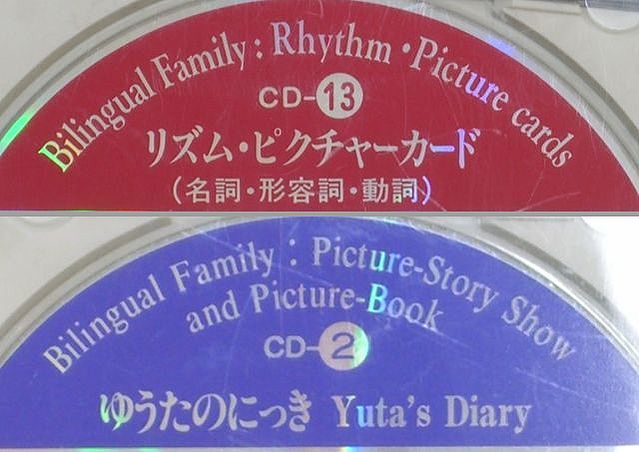 Bilingual Family : Rhythm・Picture cards
CD-13
リズム・ピクチャーカード
(名詞・形容詞・動詞)
Bilingual Family : Picture-Story Show
and Picture-Book
CD-2
ゆうたのにっき Yuta's Diary